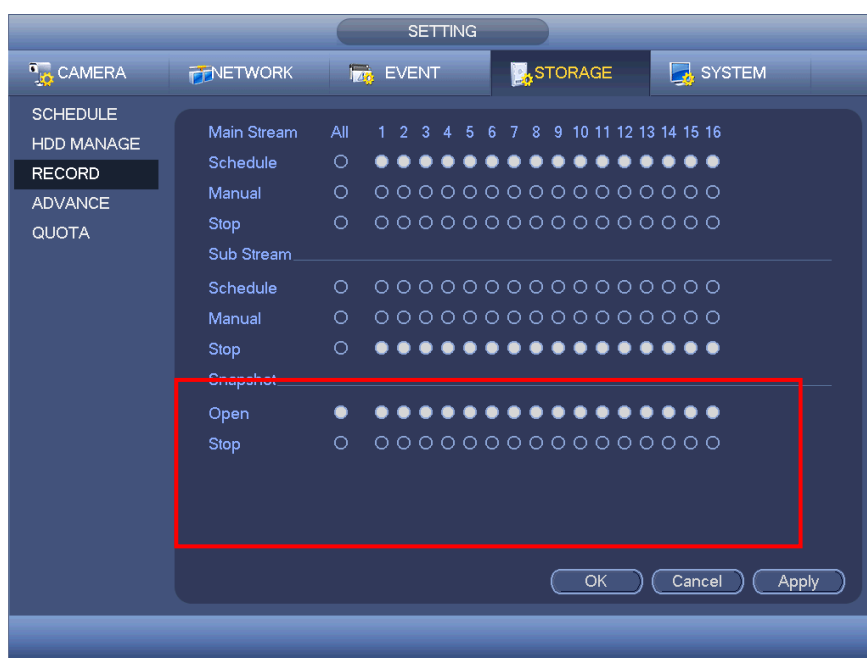 SETTING
CAMERA NETWORK EVENT STORAGE SYSTEM
SCHEDULE
HDD MANAGE
RECORD
ADVANCE
QUOTA
Main Stream All 1 2 3 4 5 6 7 8 9 10 11 12 13 14 15 16
Schedule
Manual
Stop
Sub Stream
Schedule
Manual
Stop
Snapshot
Open
Stop
OK Cancel Apply